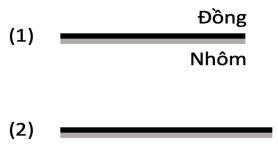 Đồng
(1)
Nhôm
(2)